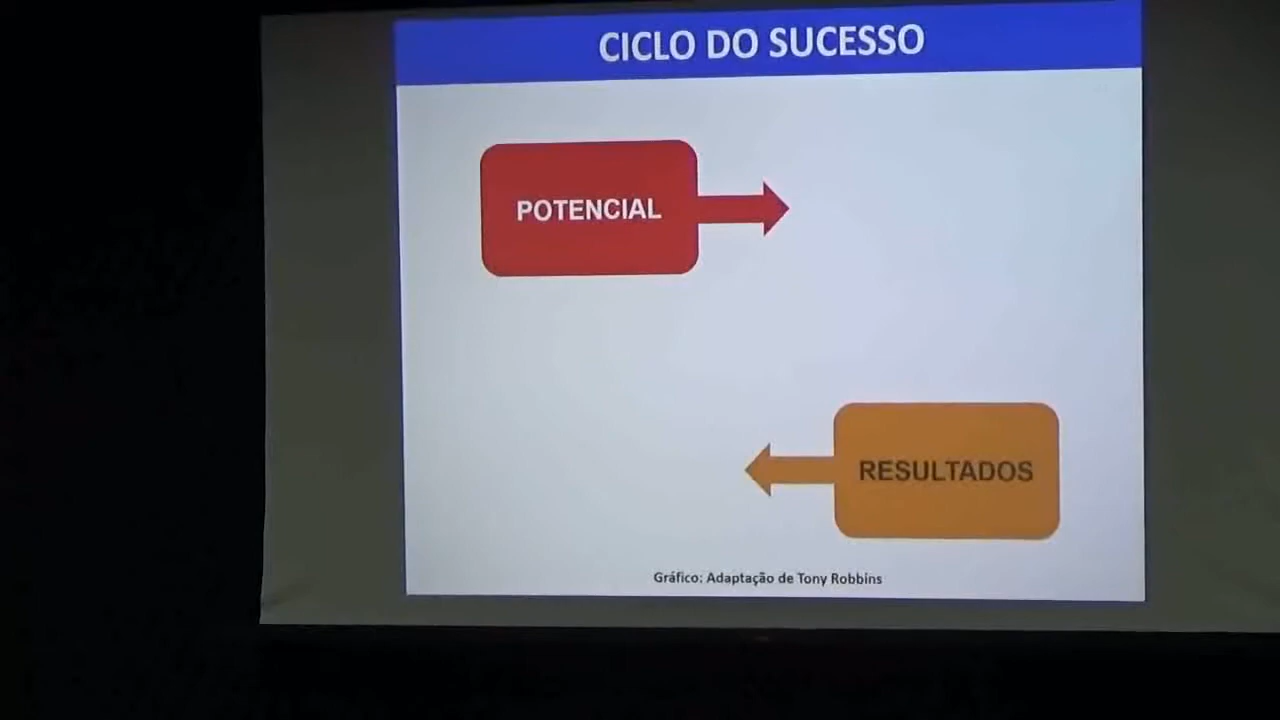 CICLO DO SUCESSO
POTENCIAL
RESULTADOS
Gráfico: Adaptação de Tony Robbins